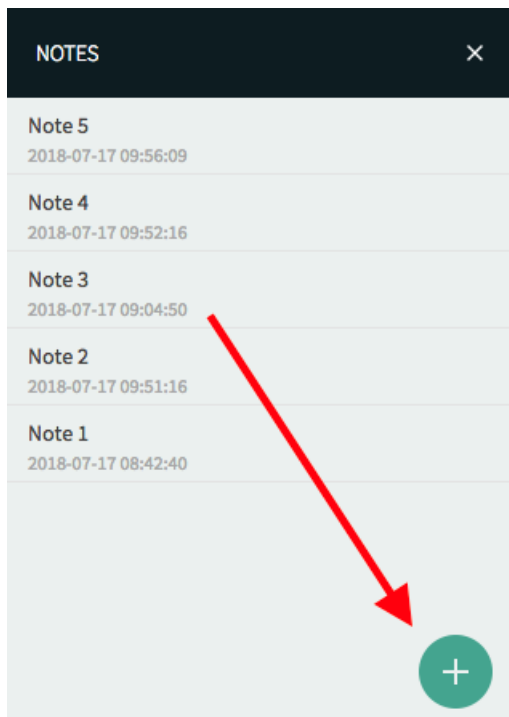 NOTES
Note 5
2018-07-17 09:56:09
Note 4
2018-07-17 09:52:16
Note 3
2018-07-17 09:04:50
Note 2
2018-07-17 09:51:16
Note 1
2018-07-17 08:42:40